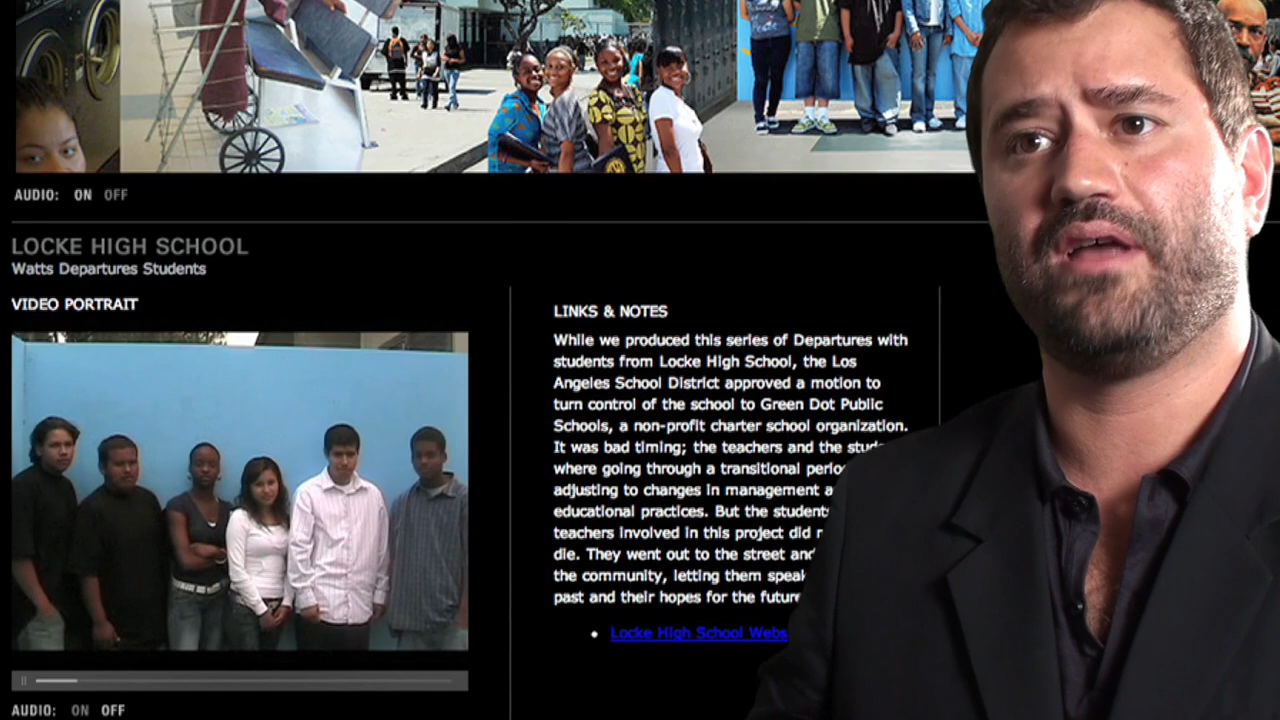 AUDIO: ON OFF
LOCKE HIGH SCHOOL
Watts Departures Students
VIDEO PORTRAIT
LINKS & NOTES
While we produced this series of Departures with
students from Locke High School, the Los
Angeles School District approved a motion to
turn control of the school to Green Dot Public
Schools, a non-profit charter school organization.
It was bad timing; the teachers and the
where going through a transitional
adjusting to changes in management
educational practices. But the
teachers involved in this project did
die. They went out to the street
the community, letting them
past and their hopes for the future
• Locke High School
AUDIO: ON OFF